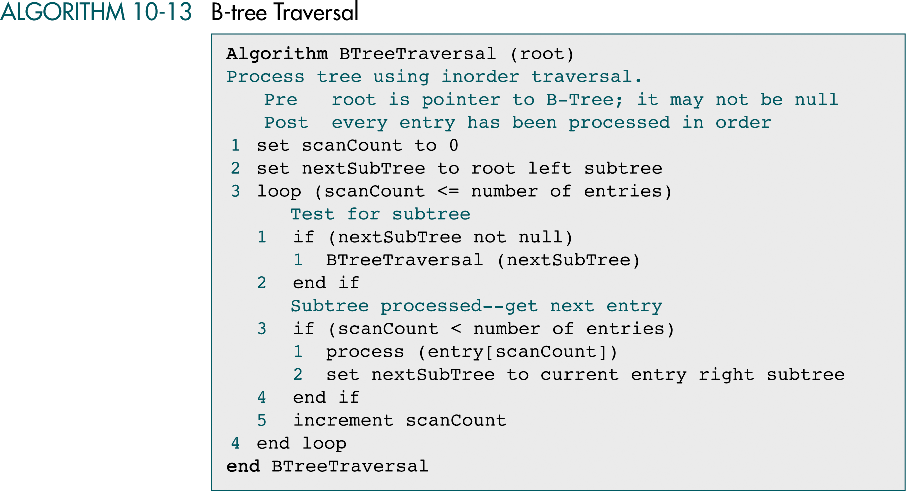 ALGORITHM 10-13 B-tree Traversal
Algorithm BTreeTraversal (root)
Process tree using inorder traversal.
Pre root is pointer to B-Tree; it may not be null
Post every entry has been processed in order
1 set scanCount to 0
2 set nextSubTree to root left subtree
3 loop (scanCount <= number of entries)
Test for subtree
1 if (nextSubTree not null)
1 BTreeTraversal (nextSubTree)
2 end if
Subtree processed--get next entry
3 if (scanCount < number of entries)
1 process (entry[scanCount])
2 set nextSubTree to current entry right subtree
4 end if
5 increment scanCount
4 end loop
end BTreeTraversal